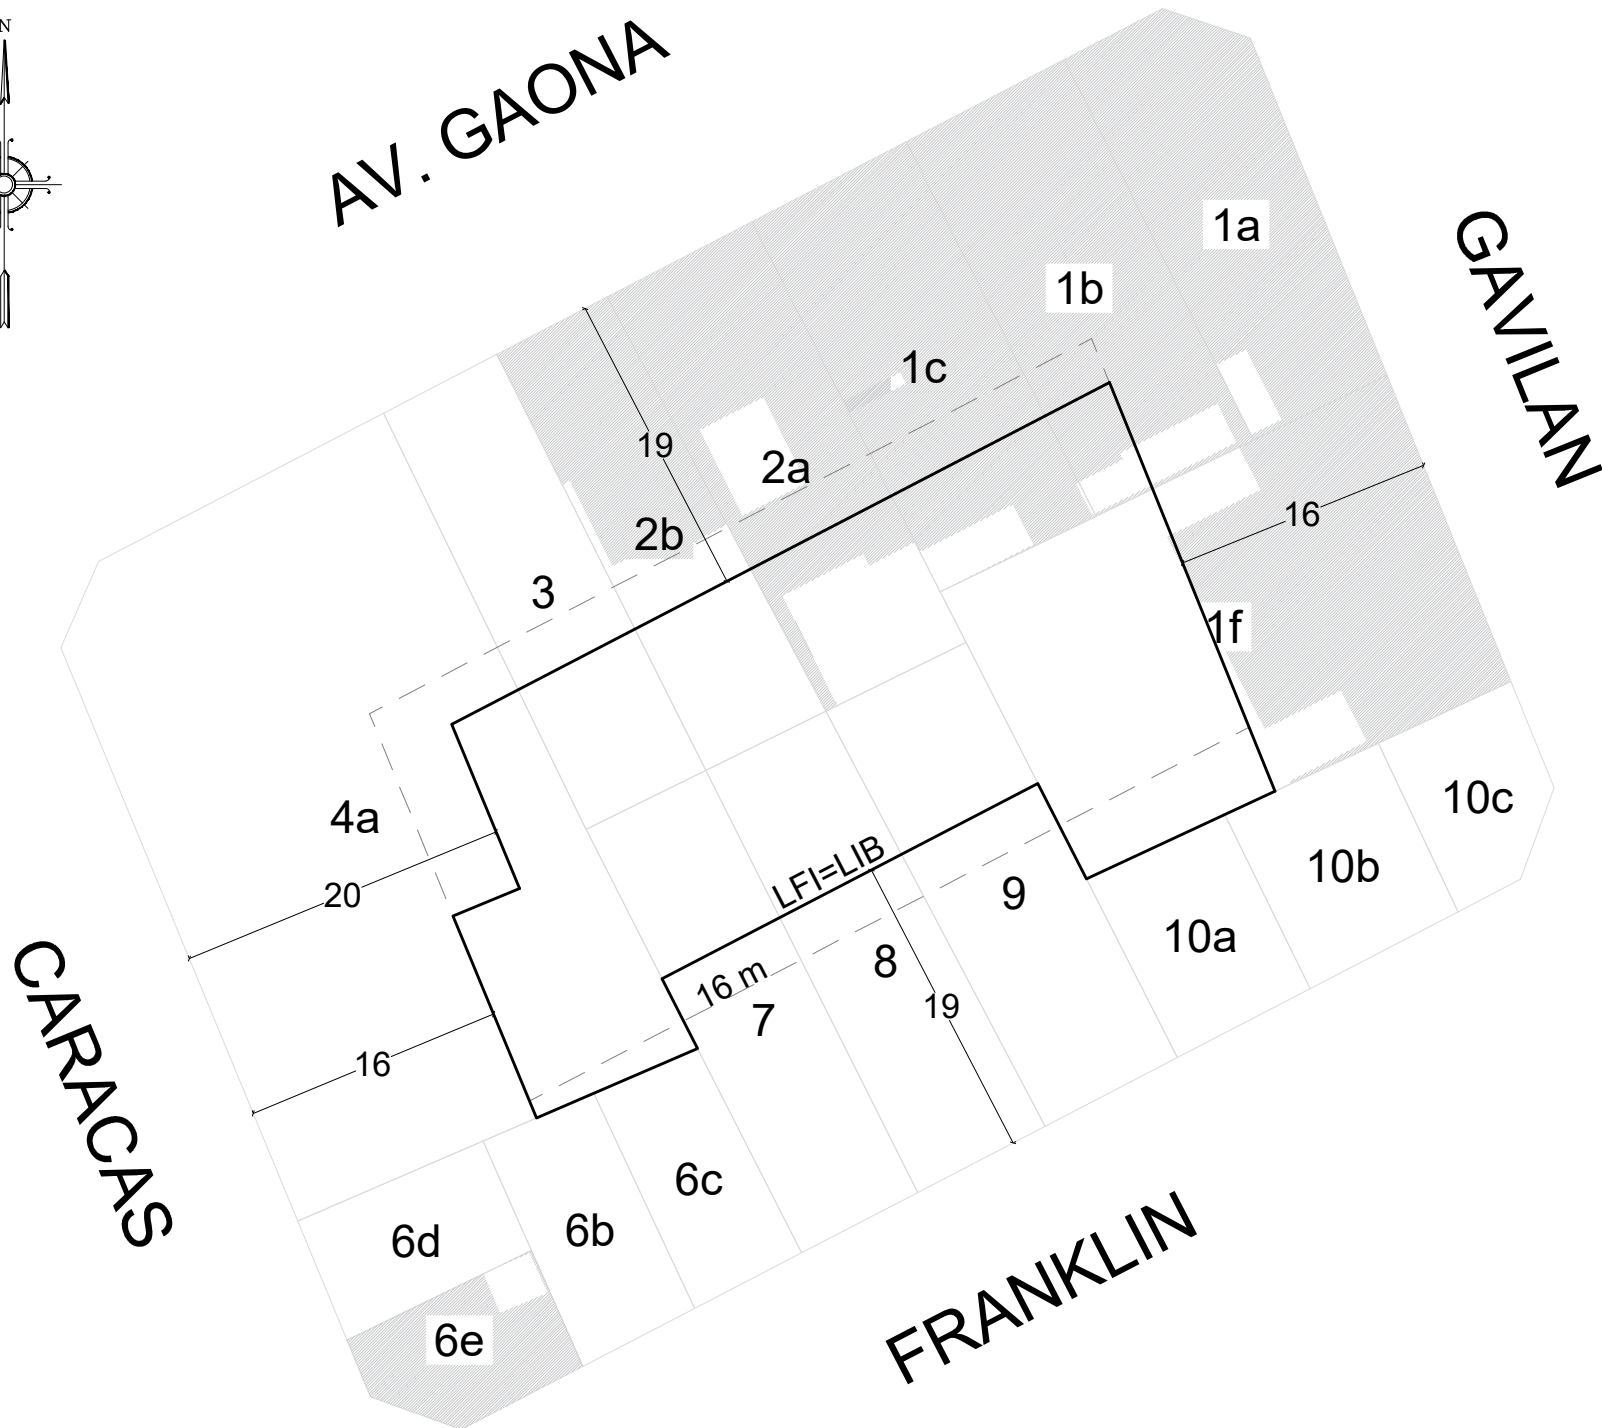 N
AV. GAONA
GAVILAN
1a
1b
1c
19
2a
2b
16
3
1f
4a
10c
LFI=LIB
10b
20
9
10a
8
16 m
19
7
CARACAS
16
6c
6b
6d
FRANKLIN
6e